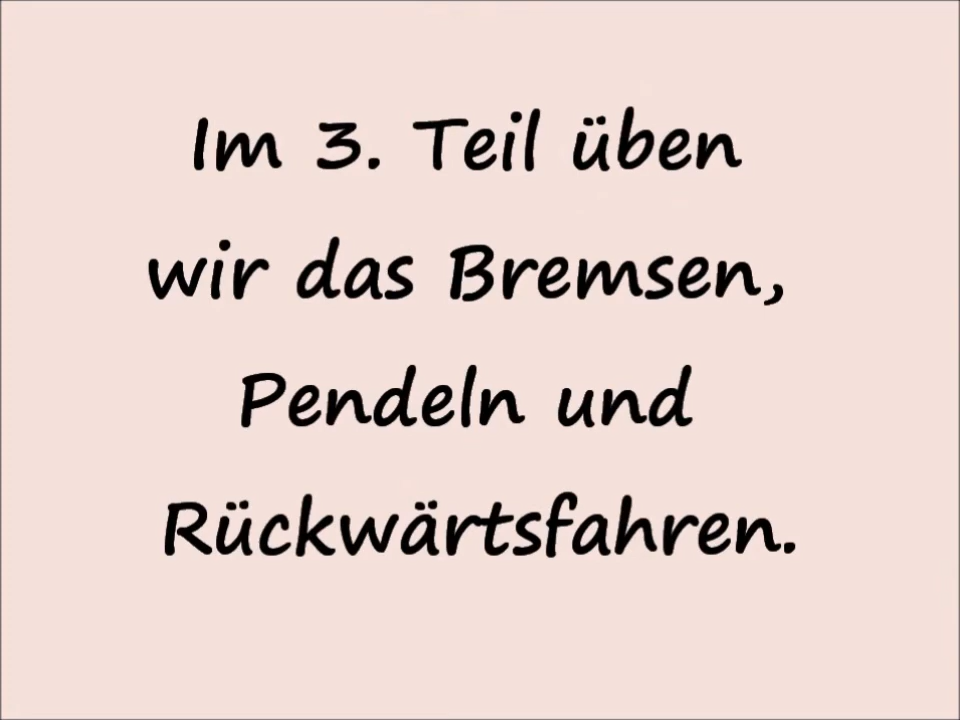 Im 3. Teil üben
wir das Bremsen,
Pendeln und
Rückwärtsfahren.